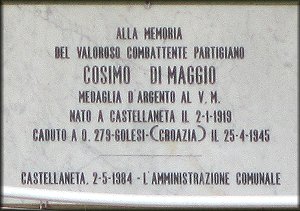 ALLA MEMORIA
DEL VALOROSO COMBATTENTE PARTIGIANO
COSIMO DI MAGGIO
MEDAGLIA D'ARGENTO AL V. M.
NATO A CASTELLANETA IL 2-1-1919
CADUTO A Q. 279-GOLESI-(CROAZIA) IL 25-4-1945
CASTELLANETA, 2-5-1984 - L'AMMINISTRAZIONE COMUNALE